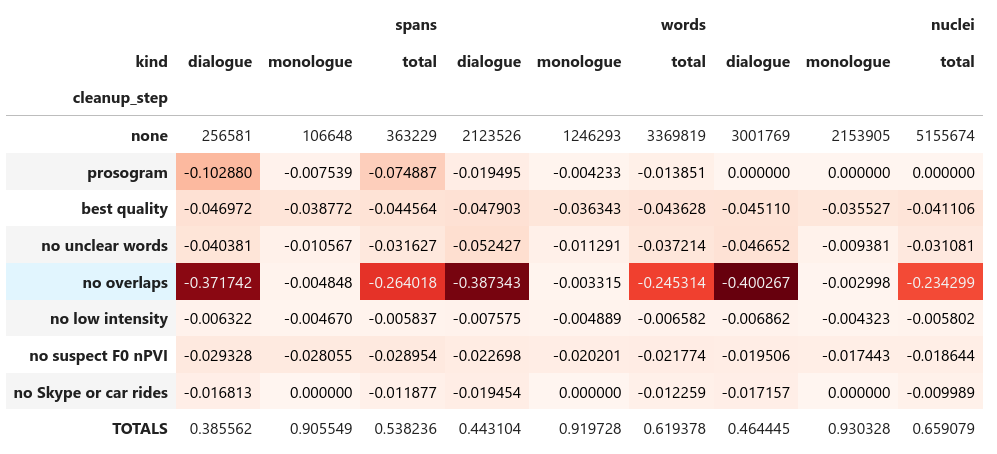 spans words nuclei
kind dialogue monologue total dialogue monologue total dialogue monologue total
cleanup_step
none 256581 106648 363229 2123526 1246293 3369819 3001769 2153905 5155674
prosogram -0.102880 -0.007539 -0.074887 -0.019495 -0.004233 -0.013851 0.000000 0.000000 0.000000
best quality -0.046972 -0.038772 -0.044564 -0.047903 -0.036343 -0.043628 -0.045110 -0.035527 -0.041106
no unclear words -0.040381 -0.010567 -0.031627 -0.052427 -0.011291 -0.037214 -0.046652 -0.009381 -0.031081
no overlaps -0.371742 -0.004848 -0.264018 -0.387343 -0.003315 -0.245314 -0.400267 -0.002998 -0.234299
no low intensity -0.006322 -0.004670 -0.005837 -0.007575 -0.004889 -0.006582 -0.006862 -0.004323 -0.005802
no suspect F0 nPVI -0.029328 -0.028055 -0.028954 -0.022698 -0.020201 -0.021774 -0.019506 -0.017443 -0.018644
no Skype or car rides -0.016813 0.000000 -0.011877 -0.019454 0.000000 -0.012259 -0.017157 0.000000 -0.009989
TOTALS 0.385562 0.905549 0.538236 0.443104 0.919728 0.619378 0.464445 0.930328 0.659079